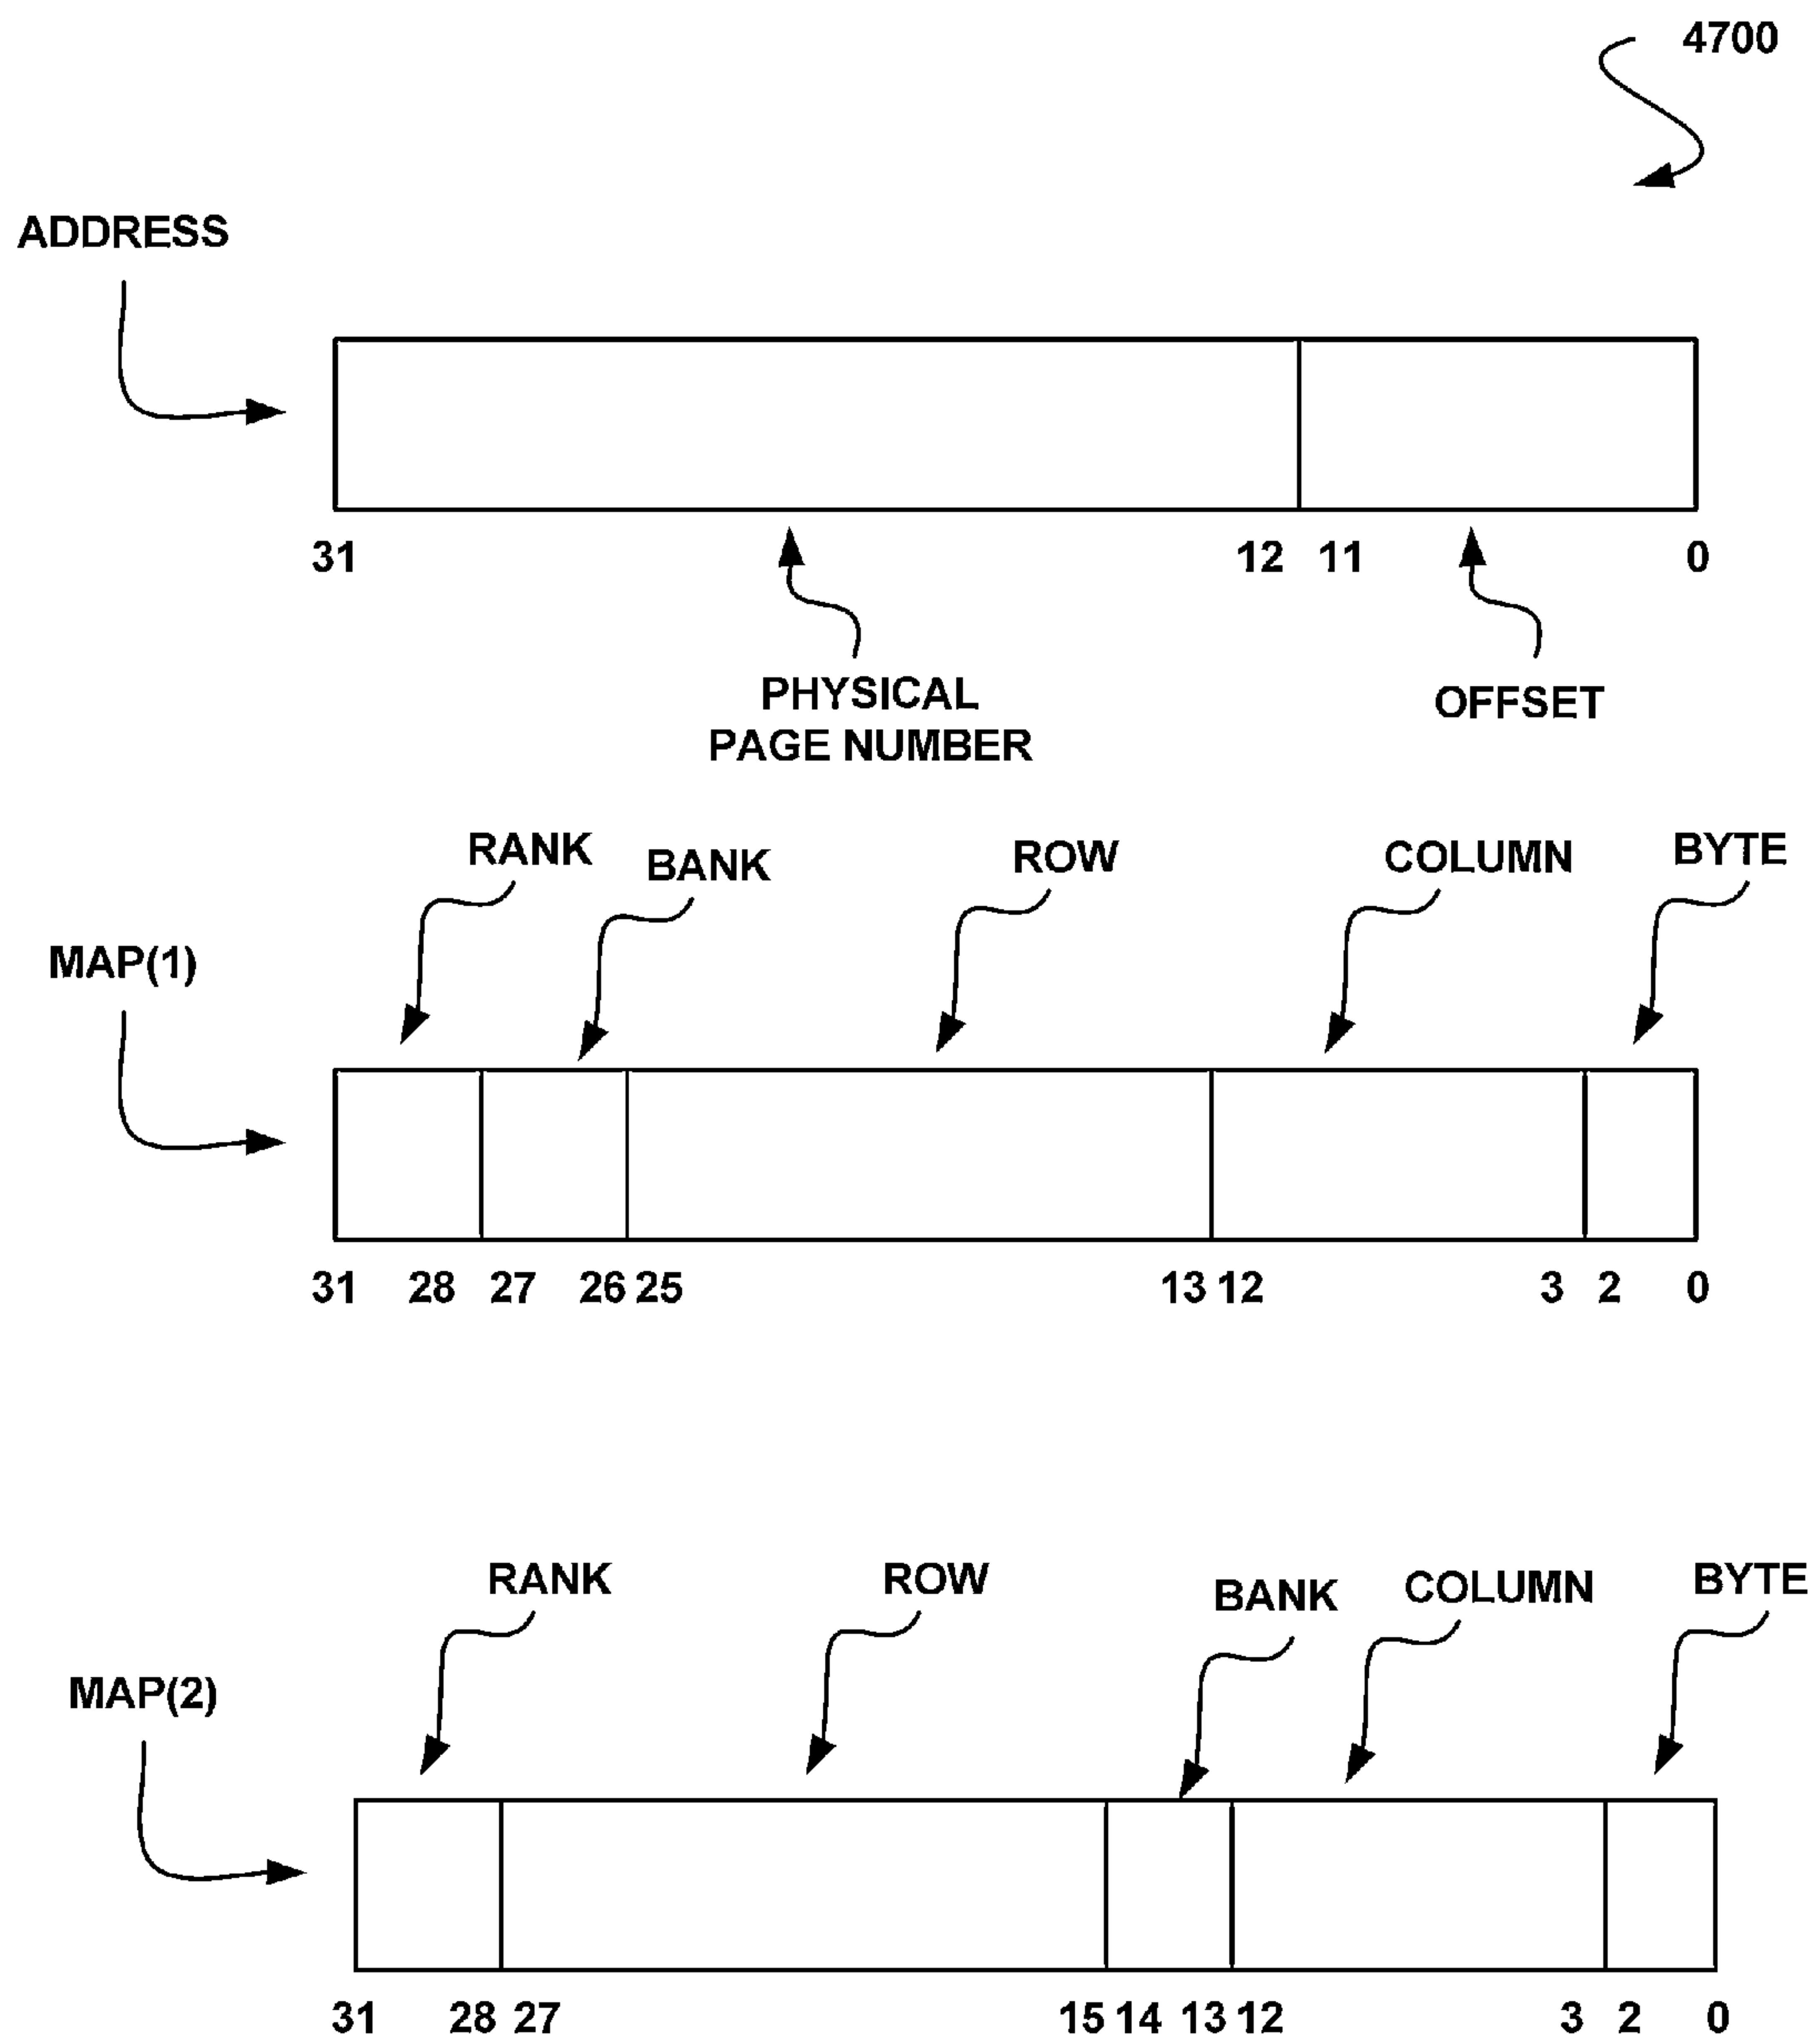 4700
ADDRESS
31 12 11 0
PHYSICAL
PAGE NUMBER
OFFSET
RANK BANK ROW COLUMN BYTE
MAP(1)
31 28 27 26 25 13 12 3 2 0
RANK ROW BANK COLUMN BYTE
MAP(2)
31 28 27 15 14 13 12 3 2 0